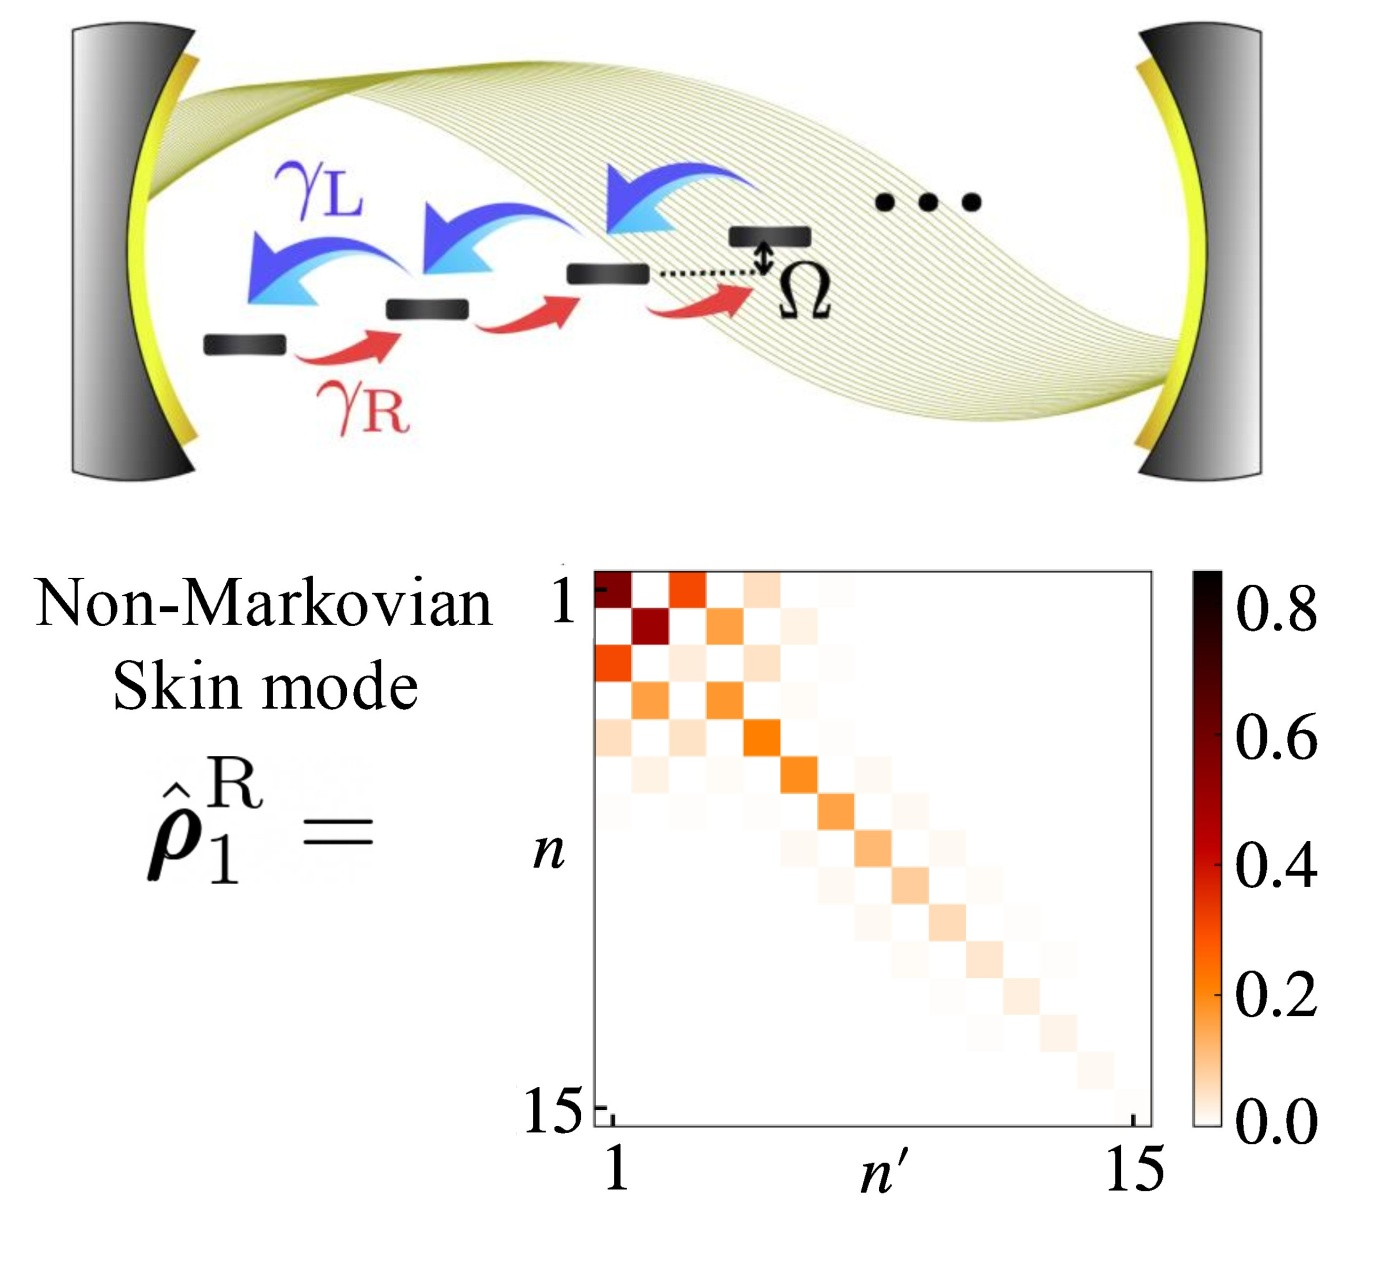 γL
• • •
Ω
γR
Non-Markovian
Skin mode
ρ̂₁ᴿ =
1
n
15
1 n′ 15
0.8
0.6
0.4
0.2
0.0